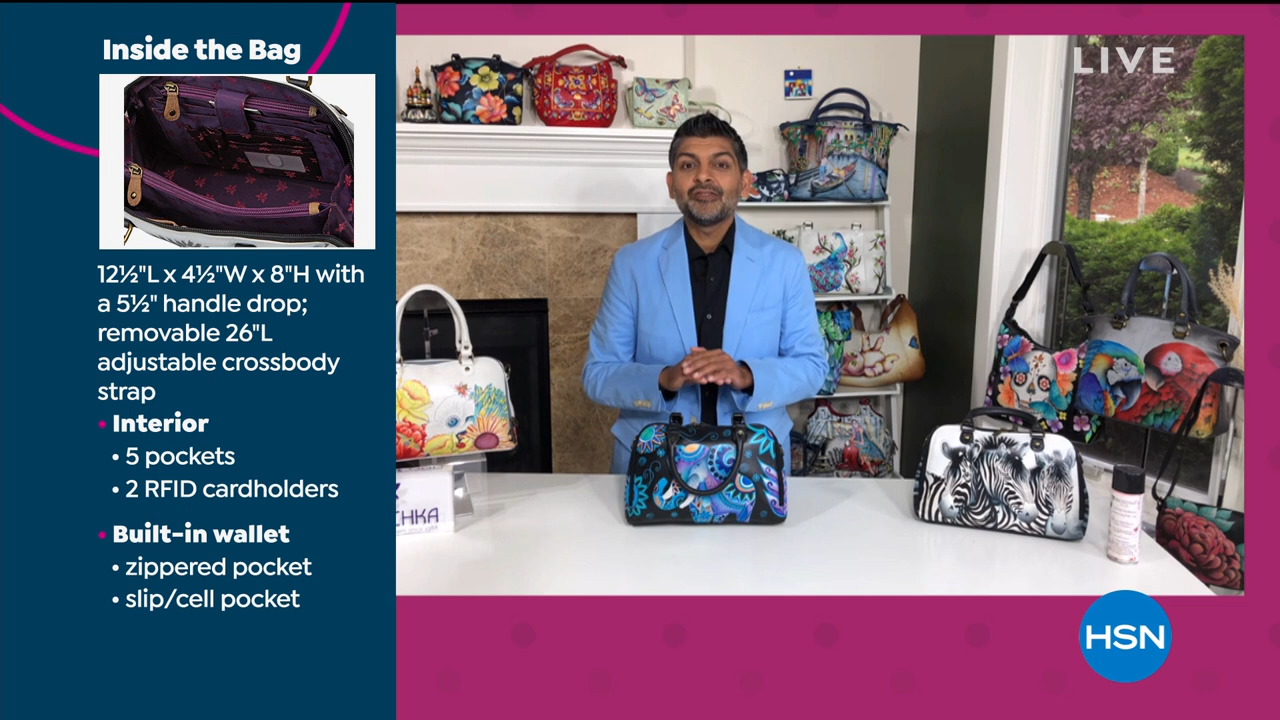 Inside the Bag
12½"L x 4½"W x 8"H with
a 5½" handle drop;
removable 26"L
adjustable crossbody
strap
• Interior
• 5 pockets
• 2 RFID cardholders
• Built-in wallet
• zippered pocket
• slip/cell pocket
LIVE
CHKA
HSN